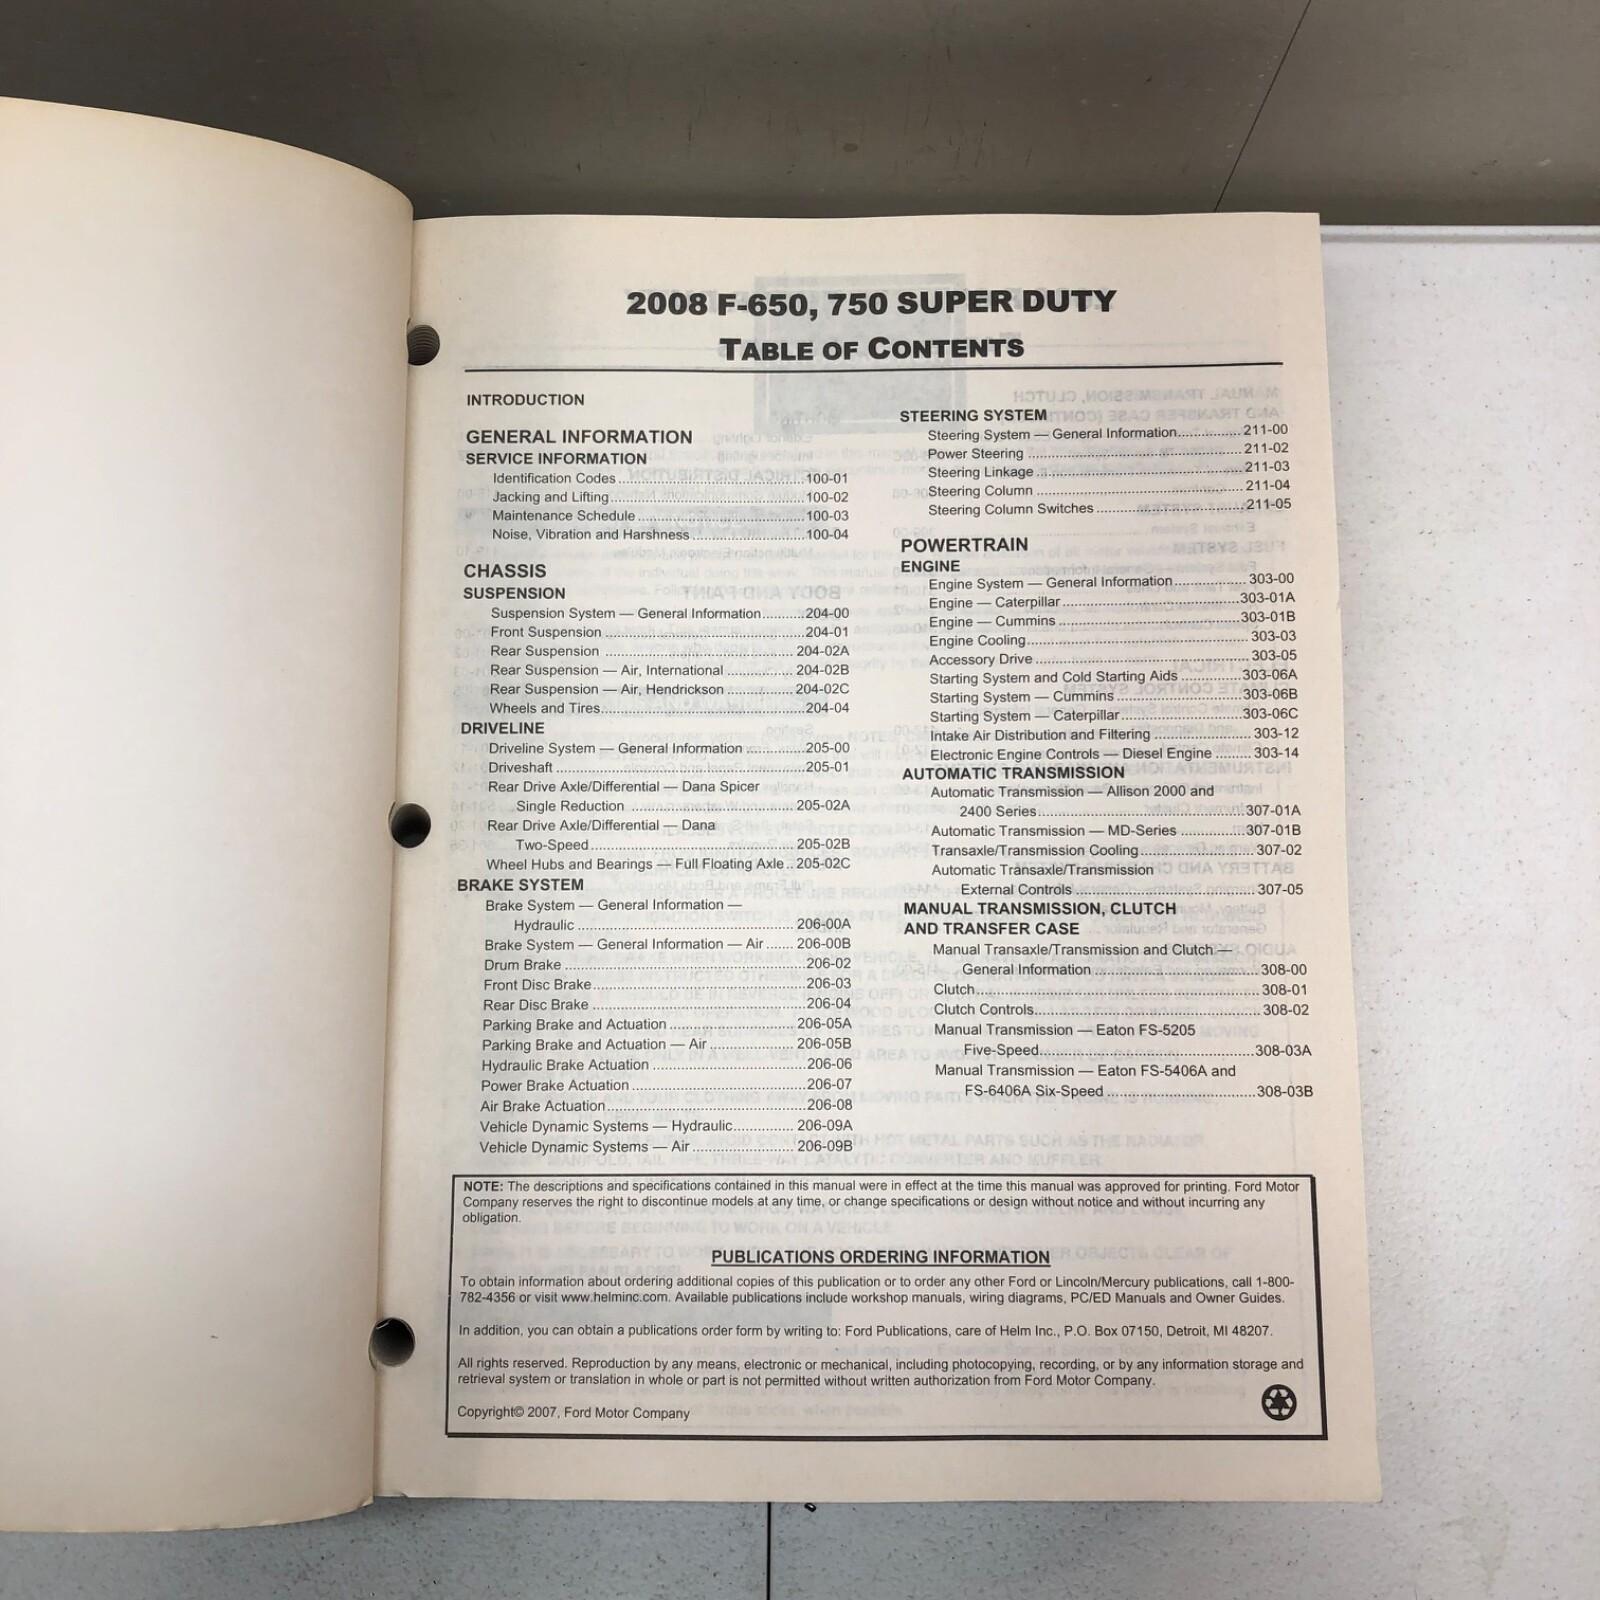 2008 F-650, 750 SUPER DUTY
TABLE OF CONTENTS
INTRODUCTION
GENERAL INFORMATION
SERVICE INFORMATION
Identification Codes 100-01
Jacking and Lifting 100-02
Maintenance Schedule 100-03
Noise, Vibration and Harshness 100-04
CHASSIS
SUSPENSION
Suspension System — General Information 204-00
Front Suspension 204-01
Rear Suspension 204-02A
Rear Suspension — Air, International 204-02B
Rear Suspension — Air, Hendrickson 204-02C
Wheels and Tires 204-04
DRIVELINE
Driveline System — General Information 205-00
Driveshaft 205-01
Rear Drive Axle/Differential — Dana Spicer
Single Reduction 205-02A
Rear Drive Axle/Differential — Dana
Two-Speed 205-02B
Wheel Hubs and Bearings — Full Floating Axle 205-02C
BRAKE SYSTEM
Brake System — General Information —
Hydraulic 206-00A
Brake System — General Information — Air 206-00B
Drum Brake 206-02
Front Disc Brake 206-03
Rear Disc Brake 206-04
Parking Brake and Actuation 206-05A
Parking Brake and Actuation — Air 206-05B
Hydraulic Brake Actuation 206-06
Power Brake Actuation 206-07
Air Brake Actuation 206-08
Vehicle Dynamic Systems — Hydraulic 206-09A
Vehicle Dynamic Systems — Air 206-09B
STEERING SYSTEM
Steering System — General Information 211-00
Power Steering 211-02
Steering Linkage 211-03
Steering Column 211-04
Steering Column Switches 211-05
POWERTRAIN
ENGINE
Engine System — General Information 303-00
Engine — Caterpillar 303-01A
Engine — Cummins 303-01B
Engine Cooling 303-03
Accessory Drive 303-05
Starting System and Cold Starting Aids 303-06A
Starting System — Cummins 303-06B
Starting System — Caterpillar 303-06C
Intake Air Distribution and Filtering 303-12
Electronic Engine Controls — Diesel Engine 303-14
AUTOMATIC TRANSMISSION
Automatic Transmission — Allison 2000 and
2400 Series 307-01A
Automatic Transmission — MD-Series 307-01B
Transaxle/Transmission Cooling 307-02
Automatic Transaxle/Transmission
External Controls 307-05
MANUAL TRANSMISSION, CLUTCH
AND TRANSFER CASE
Manual Transaxle/Transmission and Clutch —
General Information 308-00
Clutch 308-01
Clutch Controls 308-02
Manual Transmission — Eaton FS-5205
Five-Speed 308-03A
Manual Transmission — Eaton FS-5406A and
FS-6406A Six-Speed 308-03B
NOTE: The descriptions and specifications contained in this manual were in effect at the time this manual was approved for printing. Ford Motor
Company reserves the right to discontinue models at any time, or change specifications or design without notice and without incurring any
obligation.
PUBLICATIONS ORDERING INFORMATION
To obtain information about ordering additional copies of this publication or to order any other Ford or Lincoln/Mercury publications, call 1-800-
782-4356 or visit www.helminc.com. Available publications include workshop manuals, wiring diagrams, PC/ED Manuals and Owner Guides.
In addition, you can obtain a publications order form by writing to: Ford Publications, care of Helm Inc., P.O. Box 07150, Detroit, MI 48207.
All rights reserved. Reproduction by any means, electronic or mechanical, including photocopying, recording, or by any information storage and
retrieval system or translation in whole or part is not permitted without written authorization from Ford Motor Company.
Copyright© 2007, Ford Motor Company